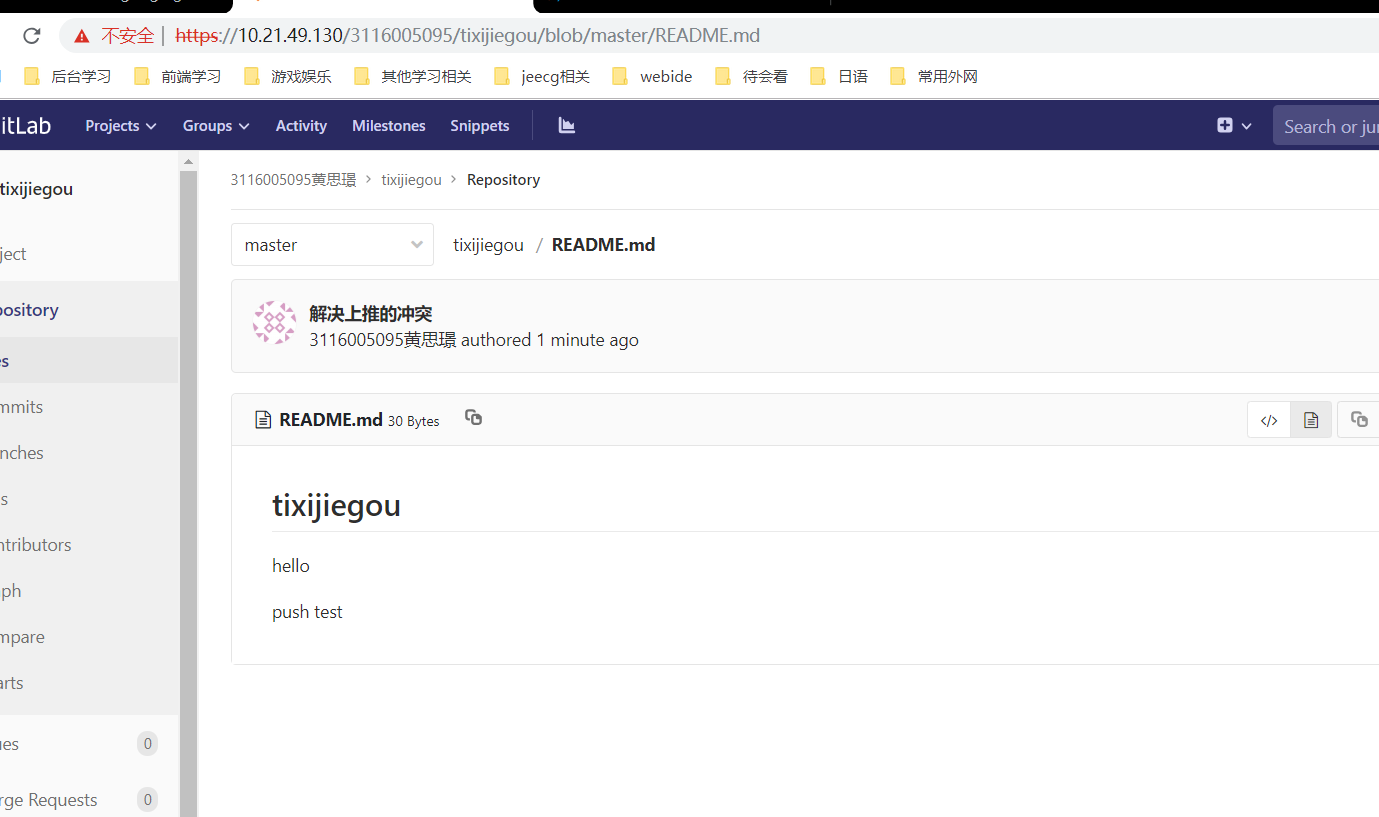 不安全 | https://10.21.49.130/3116005095/tixijiegou/blob/master/README.md
后台学习 前端学习 游戏娱乐 其他学习相关 jeecg相关 webide 待会看 日语 常用外网
itLab Projects Groups Activity Milestones Snippets Search or ju
tixijiegou
3116005095黄思璟 > tixijiegou > Repository
master tixijiegou / README.md
ject
ository
解决上推的冲突
3116005095黄思璟 authored 1 minute ago
es
mmits
README.md 30 Bytes
nches
s
tixijiegou
ntributors
hello
ph
push test
mpare
arts
ues 0
rge Requests 0